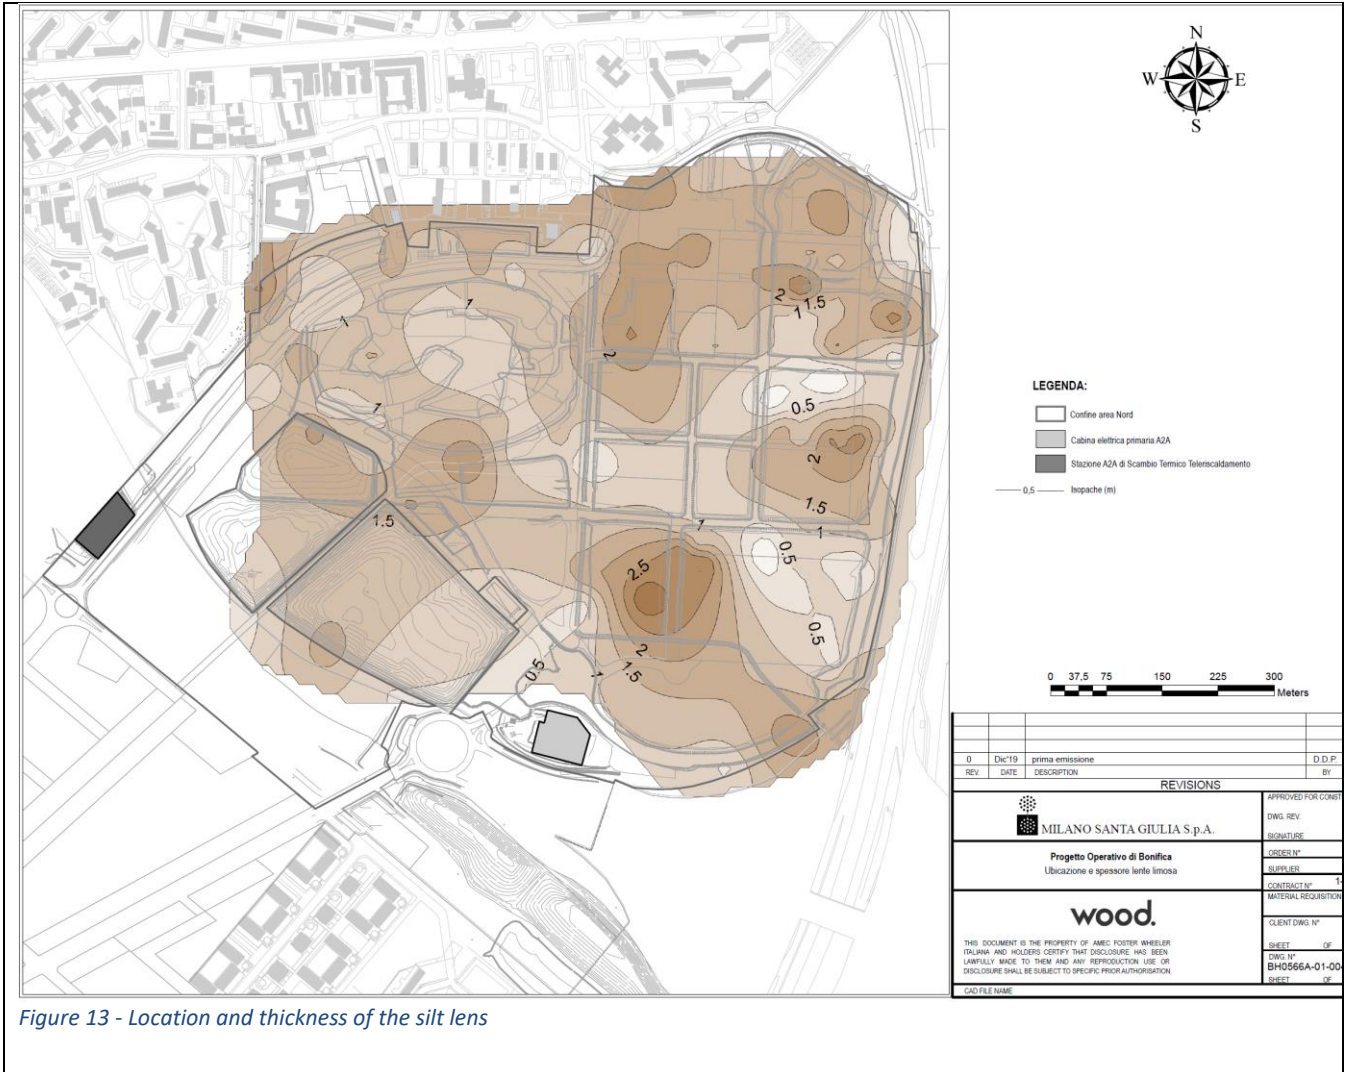 N
W E
S
1
1
1
2
2
1.5
1
0.5
2
1.5
1.5
1
1
0.5
2.5
0.5
2
1.5
1
0.5
LEGENDA:
Confine area Nord
Cabina elettrica primaria A2A
Stazione A2A di Scambio Termico Teleriscaldamento
0,5 Isopache (m)
0 37,5 75 150 225 300
Meters
0 Dic'19 prima emissione D.D.P.
REV. DATE DESCRIPTION BY
REVISIONS
MILANO SANTA GIULIA S.p.A.
Progetto Operativo di Bonifica
Ubicazione e spessore lente limosa
wood.
THIS DOCUMENT IS THE PROPERTY OF AMEC FOSTER WHEELER
ITALIANA AND HOLDERS CERTIFY THAT DISCLOSURE HAS BEEN
LAWFULLY MADE TO THEM AND ANY REPRODUCTION USE OR
DISCLOSURE SHALL BE SUBJECT TO SPECIFIC PRIOR AUTHORISATION.
CAD FILE NAME
APPROVED FOR CONST
DWG. REV.
SIGNATURE
ORDER N°
SUPPLIER
CONTRACT N° 1-
MATERIAL REQUISITION
CLIENT DWG. N°
SHEET OF
DWG. N°
BH0566A-01-00
SHEET OF
Figure 13 - Location and thickness of the silt lens